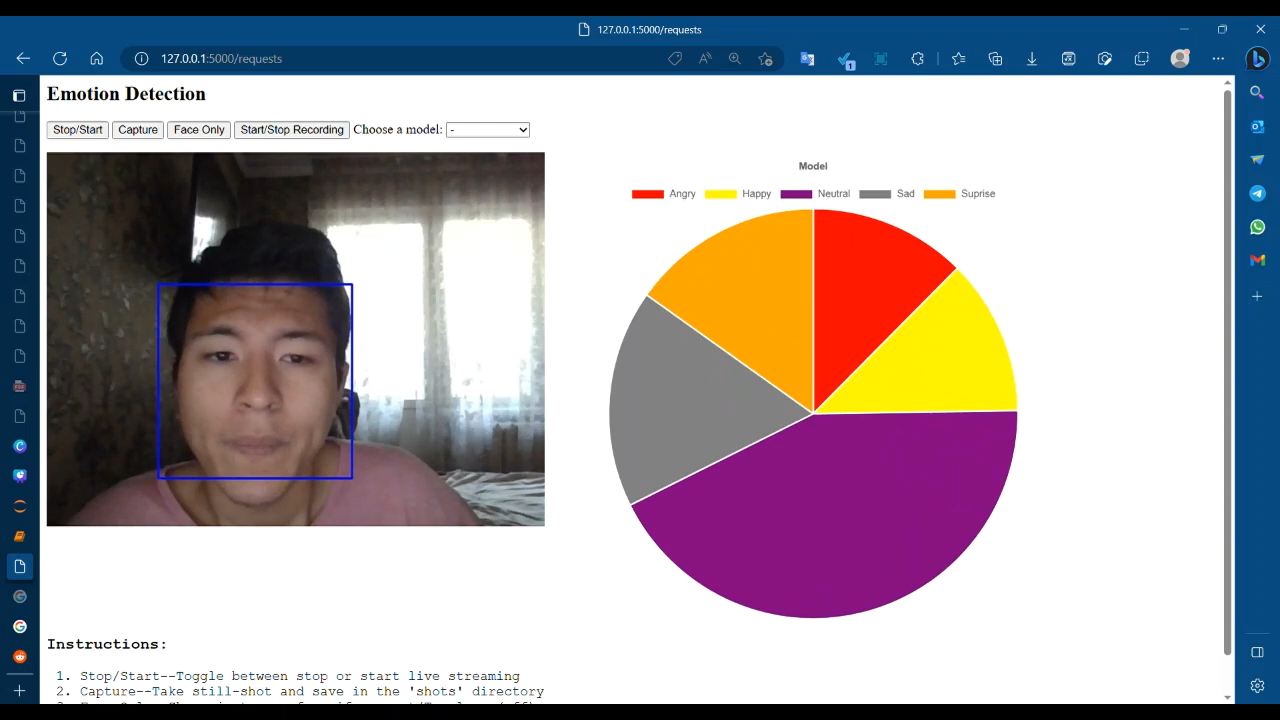 127.0.0.1:5000/requests
127.0.0.1:5000/requests
1
Emotion Detection
Stop/Start Capture Face Only Start/Stop Recording Choose a model: -
Model
Angry Happy Neutral Sad Suprise
Instructions:
1. Stop/Start--Toggle between stop or start live streaming
2. Capture--Take still-shot and save in the 'shots' directory